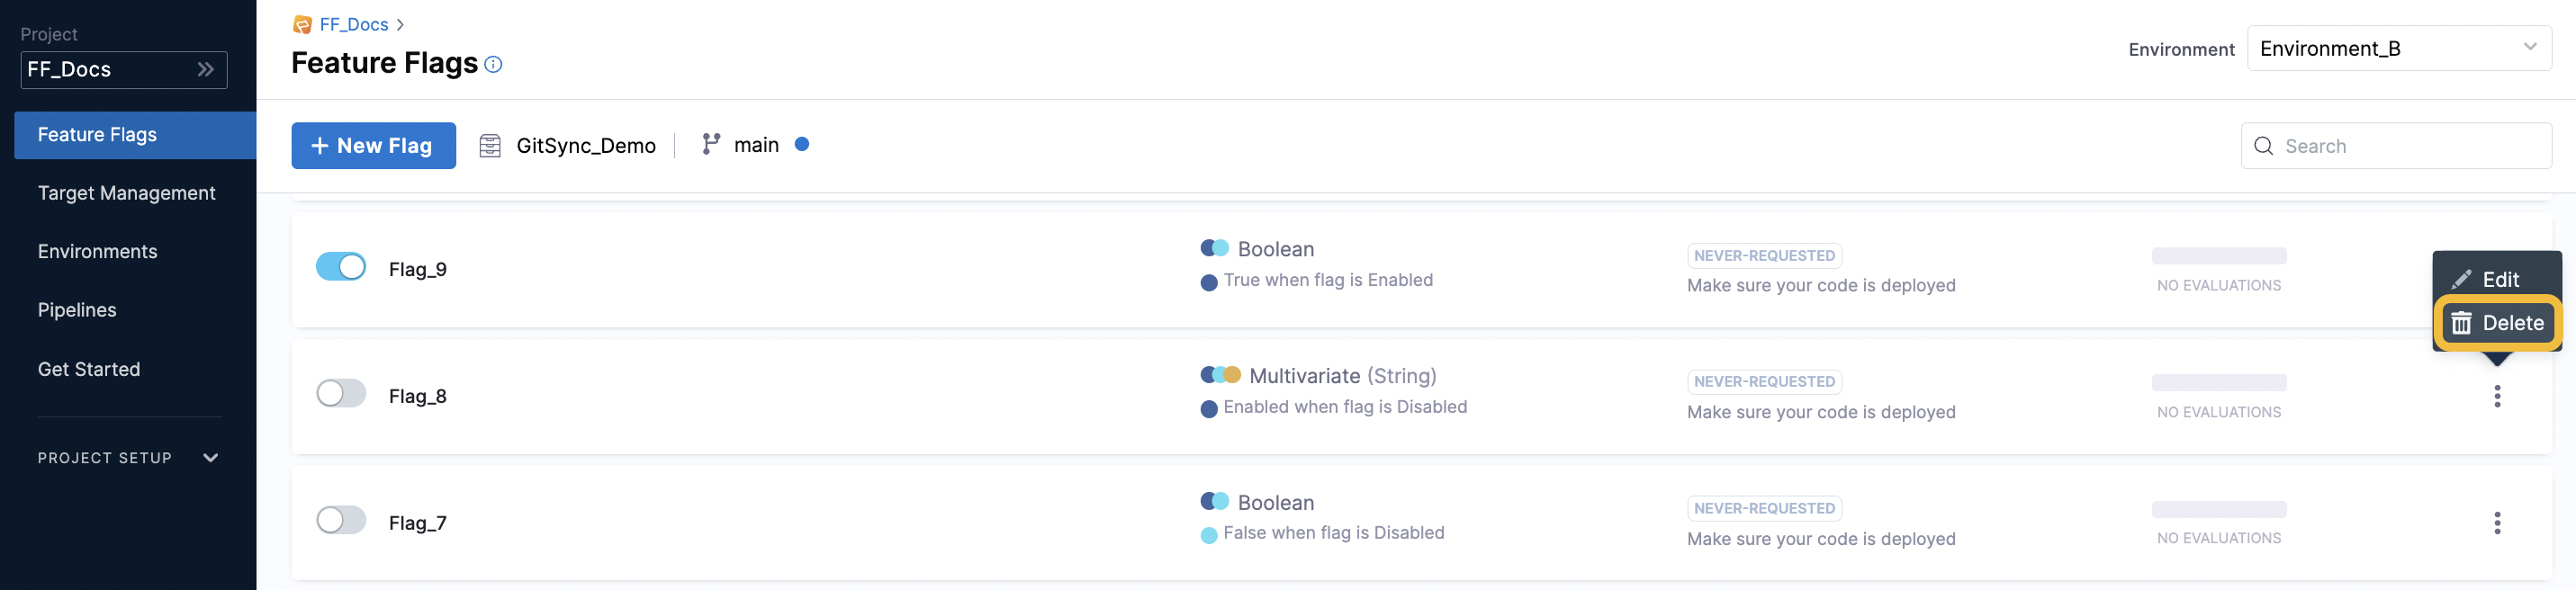 Project
FF_Docs
Feature Flags
Target Management
Environments
Pipelines
Get Started
PROJECT SETUP
FF_Docs
Feature Flags
Environment
Environment_B
+ New Flag
GitSync_Demo
main
Search
Flag_9
Boolean
True when flag is Enabled
NEVER-REQUESTED
Make sure your code is deployed
NO EVALUATIONS
Edit
Delete
Flag_8
Multivariate (String)
Enabled when flag is Disabled
NEVER-REQUESTED
Make sure your code is deployed
NO EVALUATIONS
Flag_7
Boolean
False when flag is Disabled
NEVER-REQUESTED
Make sure your code is deployed
NO EVALUATIONS